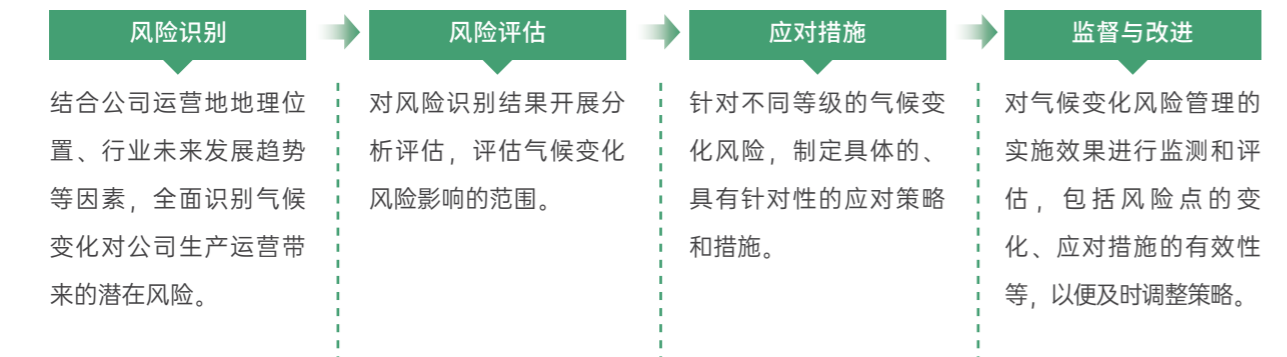 风险识别
结合公司运营地地理位
置、行业未来发展趋势
等因素，全面识别气候
变化对公司生产运营带
来的潜在风险。
风险评估
对风险识别结果开展分
析评估，评估气候变化
风险影响的范围。
应对措施
针对不同等级的气候变
化风险，制定具体的、
具有针对性的应对策略
和措施。
监督与改进
对气候变化风险管理的
实施效果进行监测和评
估，包括风险点的变
化、应对措施的有效性
等，以便及时调整策略。